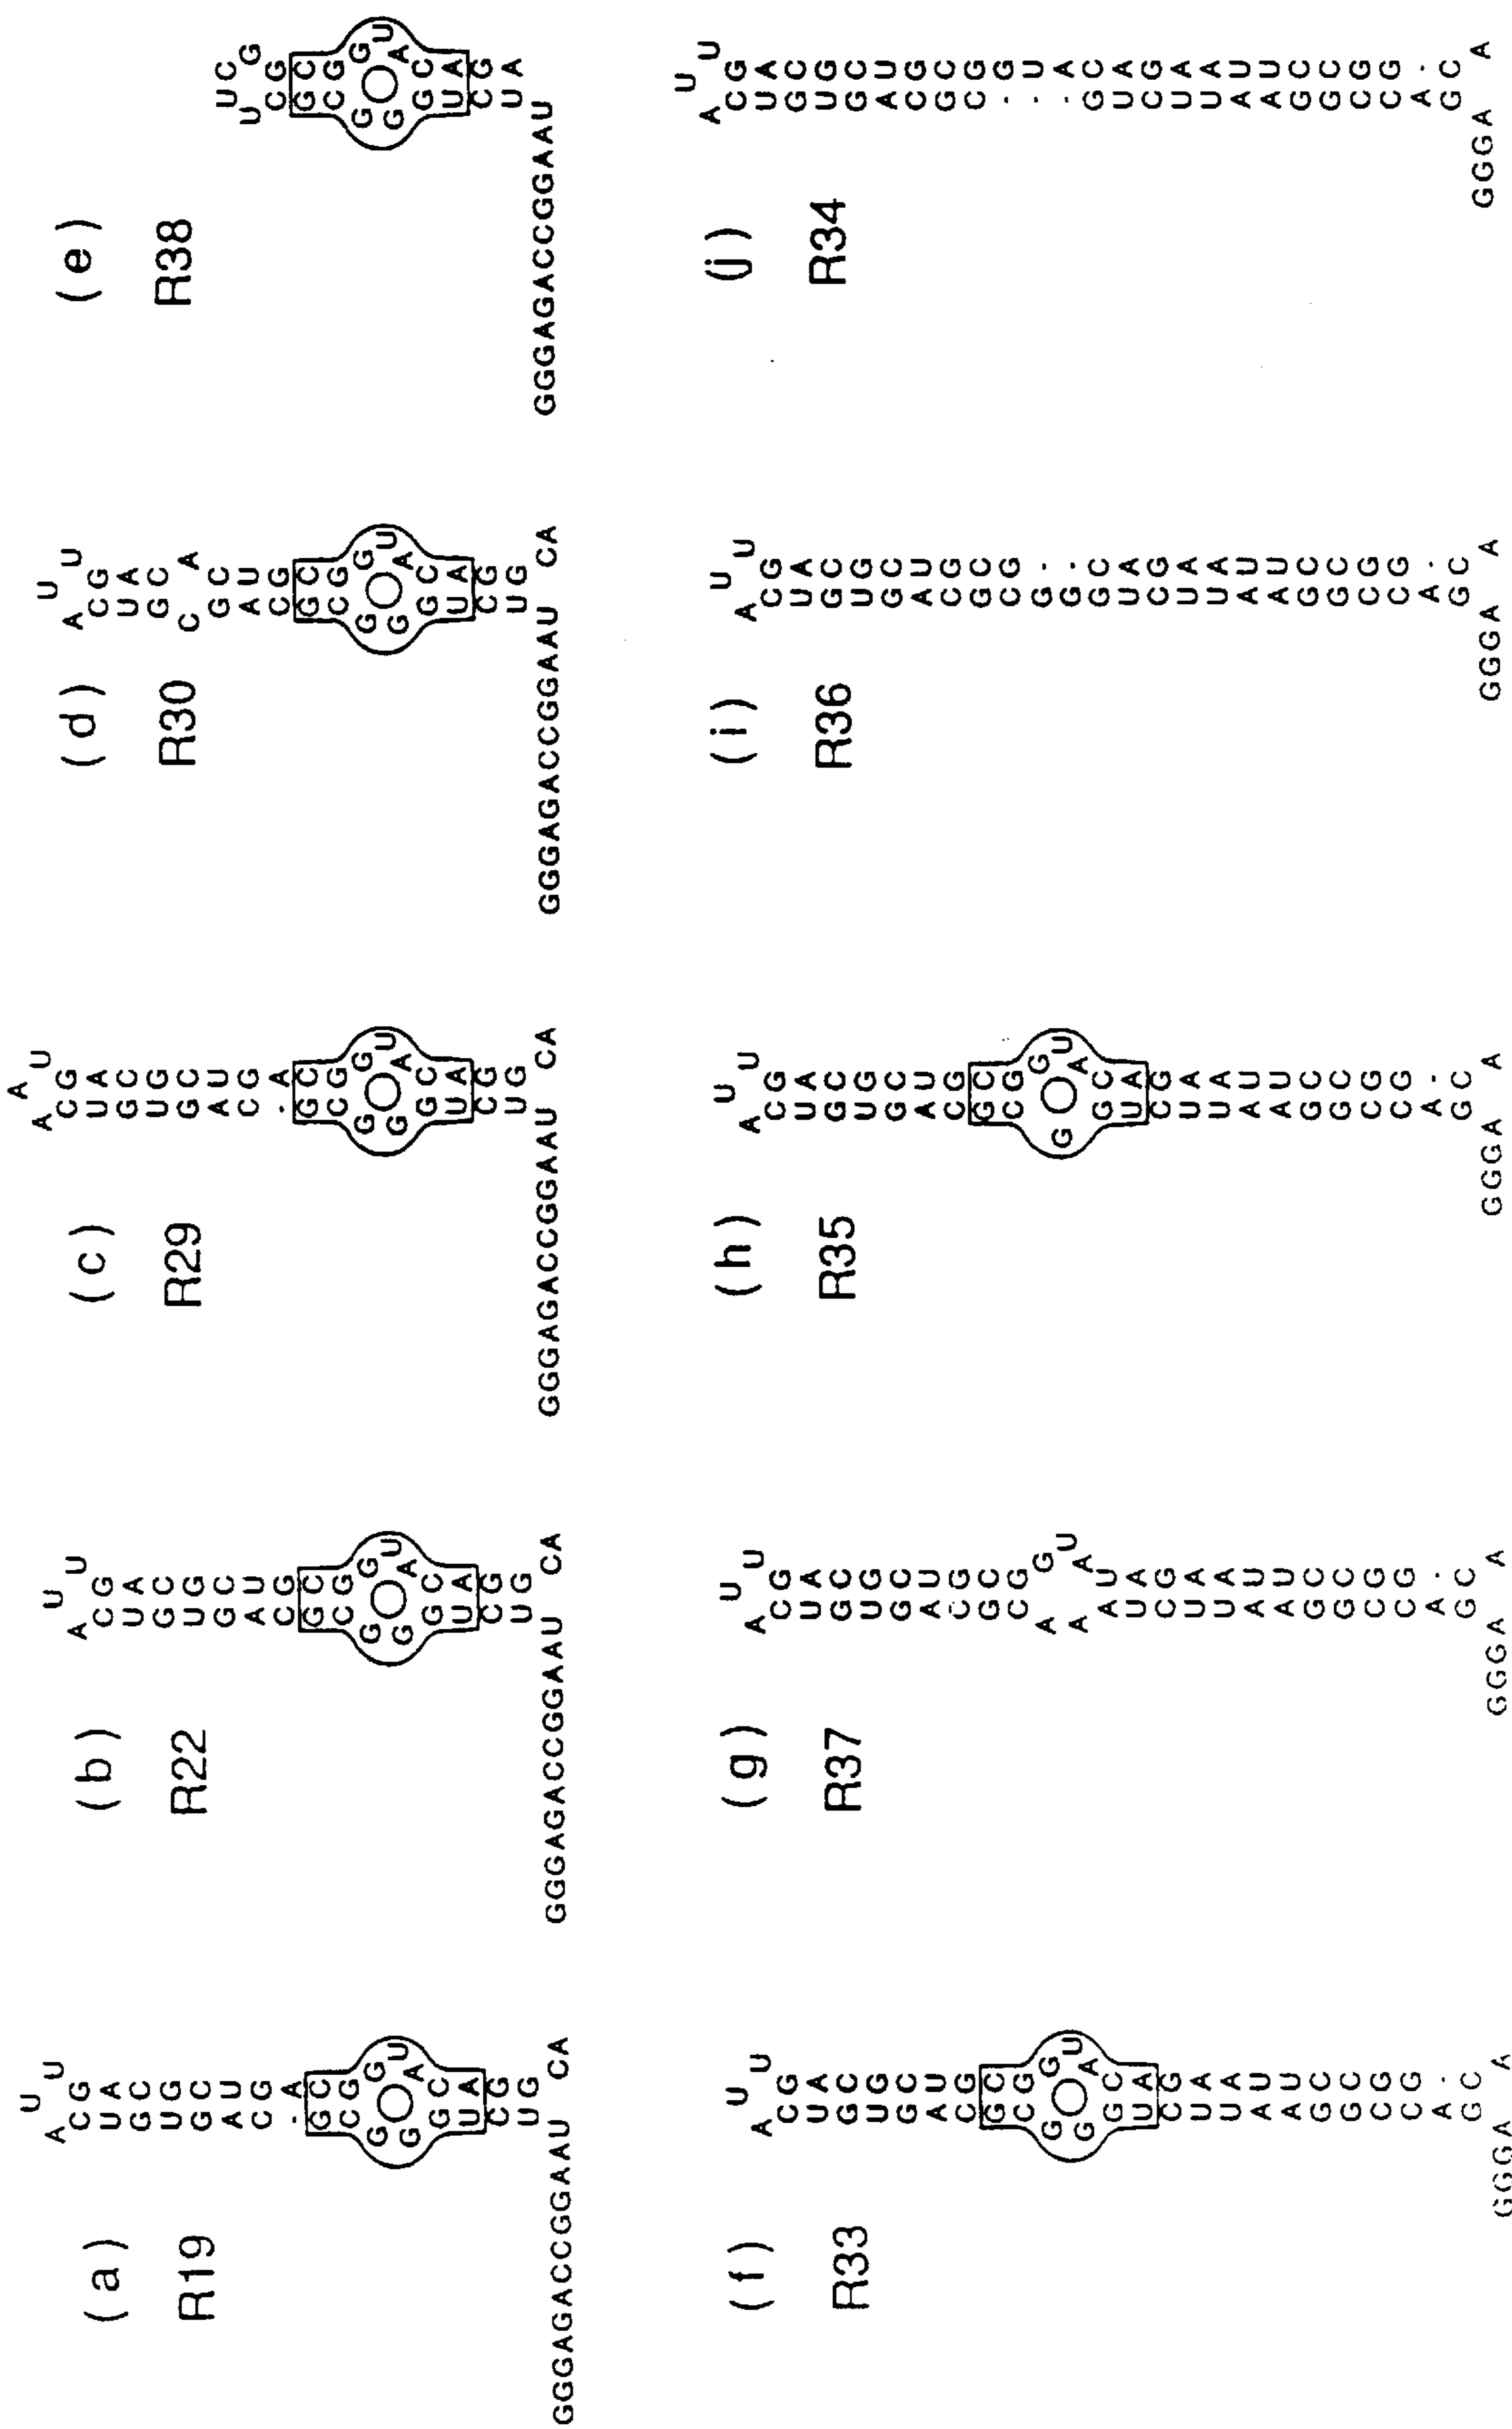 (a)
R19
U
A U
C G
U A
G C
U G
G C
A U
C G
· A
G C
C G
G G U
G A
G C
U A
C G
U G
GGGAGACCGGAAU CA
(b)
R22
U
A U
C G
U A
G C
U G
G C
A U
C G
G C
C G
G G U
G A
G C
U A
C G
U G
GGGAGACCGGAAU CA
(c)
R29
A
A U
C G
U A
G C
U G
G C
A U
C G
· A
G C
C G
G G U
G A
G C
U A
C G
U G
GGGAGACCGGAAU CA
(d)
R30
U
A U
C G
U A
G C
C A
G C
A U
C G
G C
C G
G G U
G A
G C
U A
C G
U G
GGGAGACCGGAAU CA
(e)
R38
U C
U G
C G
G C
C G
G G U
G A
G C
U A
C G
U A
GGGAGACCGGAAU
(f)
R33
U
A U
C G
U A
G C
U G
G C
A U
C G
G C
C G
G G U
G A
G C
U A
C G
U A
U A
A U
A U
G C
G C
C G
C G
A ·
G C
GGGA A
(g)
R37
U
A U
C G
U A
G C
U G
G C
A U
C G
G C
C G
A G U
A A
A U
U A
C G
U A
U A
A U
A U
G C
G C
C G
C G
A ·
G C
GGGA A
(h)
R35
U
A U
C G
U A
G C
U G
G C
A U
C G
G C
C G
G G U
A
G C
U A
C G
U A
U A
A U
A U
G C
G C
C G
C G
A ·
G C
GGGA A
(i)
R36
U
A U
C G
U A
G C
U G
G C
A U
C G
G C
C G
G ·
G ·
G C
U A
C G
U A
U A
A U
A U
G C
G C
C G
C G
A ·
G C
GGGA A
(j)
R34
U
A U
C G
U A
G C
U G
G C
A U
C G
G C
C G
· G
· U
· A
G C
U A
C G
U A
U A
A U
A U
G C
G C
C G
C G
A ·
G C
GGGA A